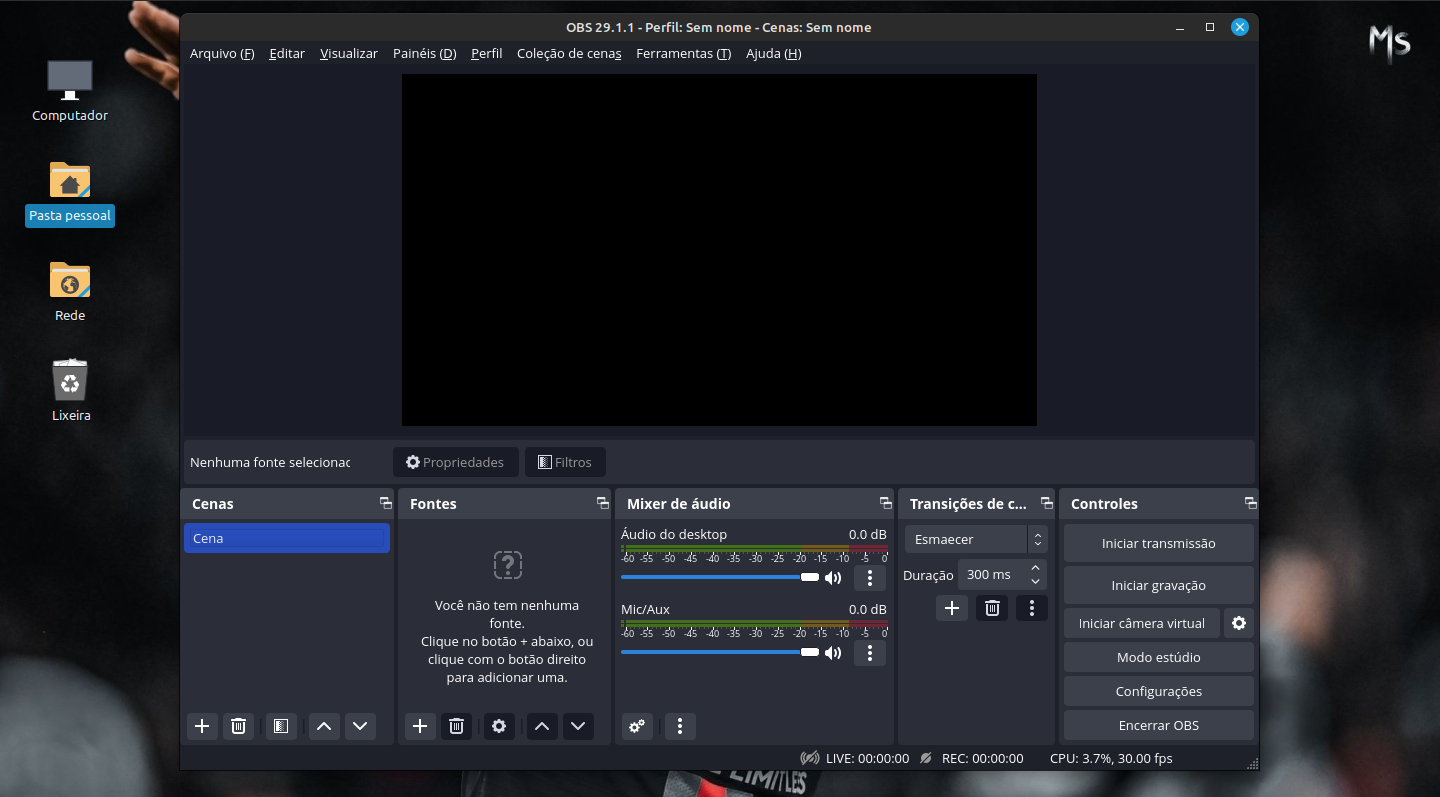 OBS 29.1.1 - Perfil: Sem nome - Cenas: Sem nome
Arquivo (F) Editar Visualizar Painéis (D) Perfil Coleção de cenas Ferramentas (T) Ajuda (H)
Ms
Computador
Pasta pessoal
Rede
Lixeira
Nenhuma fonte selecionac Propriedades Filtros
Cenas Fontes Mixer de áudio Transições de c... Controles
Cena
Você não tem nenhuma
fonte.
Clique no botão + abaixo, ou
clique com o botão direito
para adicionar uma.
Áudio do desktop 0.0 dB
-60 -55 -50 -45 -40 -35 -30 -25 -20 -15 -10 -5 0
Mic/Aux 0.0 dB
-60 -55 -50 -45 -40 -35 -30 -25 -20 -15 -10 -5 0
Esmaecer
Duração 300 ms
Iniciar transmissão
Iniciar gravação
Iniciar câmera virtual
Modo estúdio
Configurações
Encerrar OBS
LIVE: 00:00:00 REC: 00:00:00 CPU: 3.7%, 30.00 fps
LIMITLES